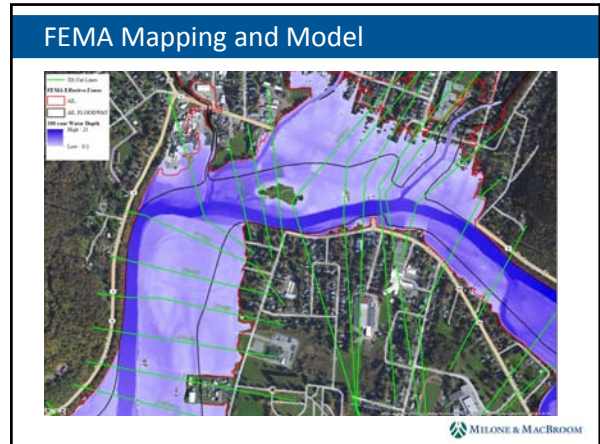 FEMA Mapping and Model
XS Cut Lines
FEMA Effective Zones
AE,
AE, FLOODWAY
100 year Water Depth
High : 21
Low : 0.1
MILONE & MACBROOM